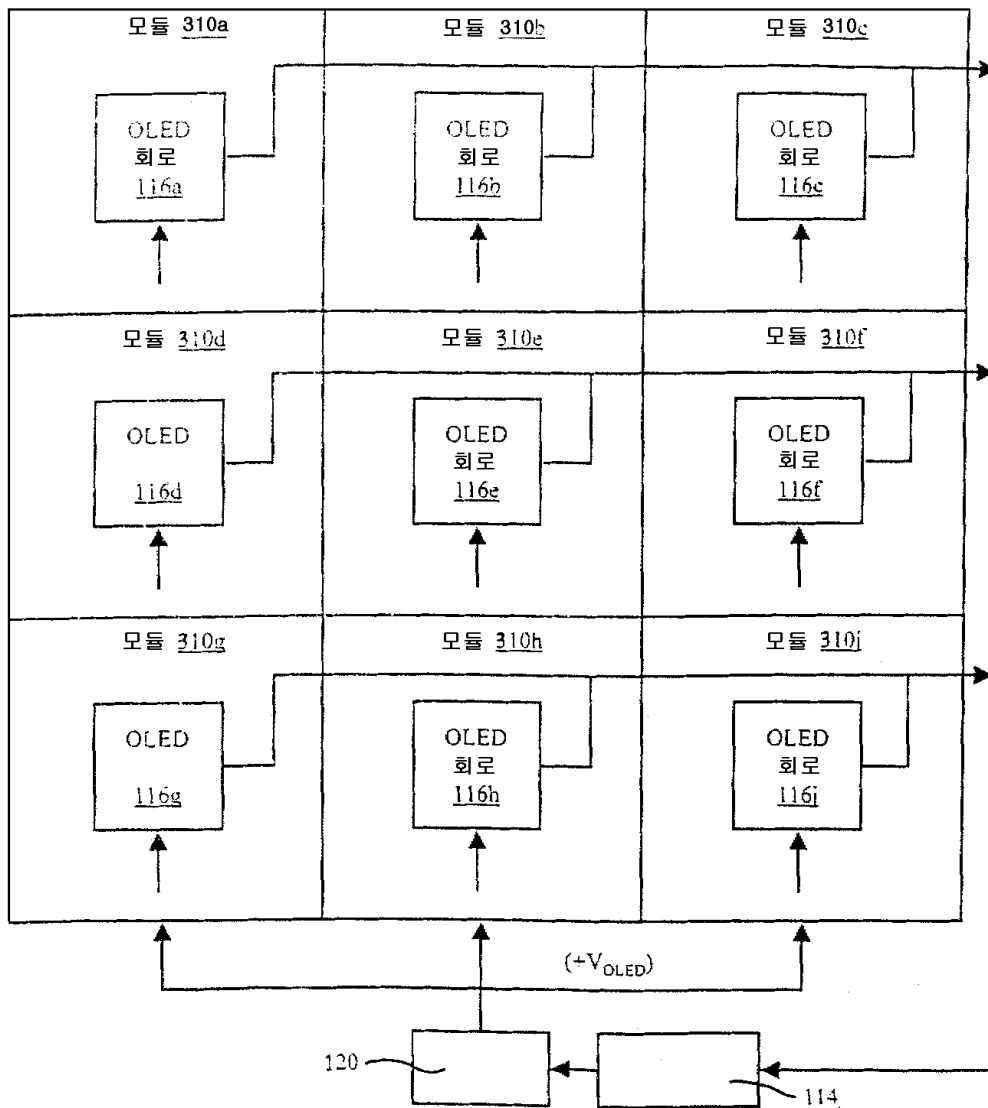 모듈 310a
모듈 310b
모듈 310c
OLED
회로
116a
OLED
회로
116b
OLED
회로
116c
모듈 310d
모듈 310e
모듈 310f
OLED
116d
OLED
회로
116e
OLED
회로
116f
모듈 310g
모듈 310h
모듈 310j
OLED
116g
OLED
회로
116h
OLED
회로
116j
(+VOLED)
120
114